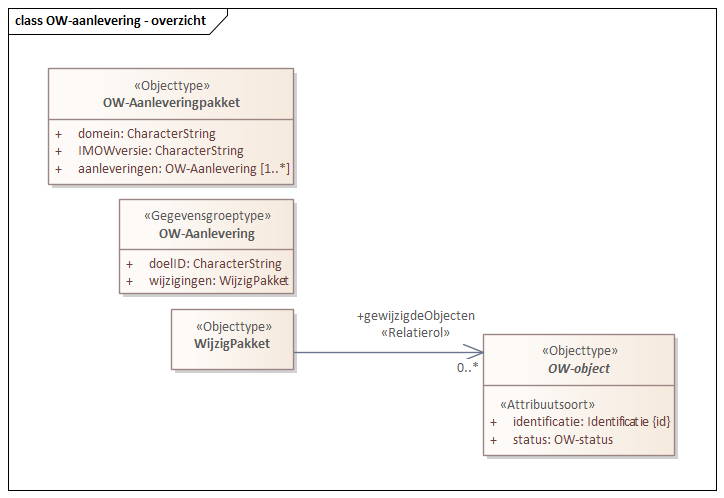 class OW-aanlevering - overzicht
«Objecttype»
OW-Aanleveringpakket
+ domein: CharacterString
+ IMOWversie: CharacterString
+ aanleveringen: OW-Aanlevering [1..*]
«Gegevensgroeptype»
OW-Aanlevering
+ doelID: CharacterString
+ wijzigingen: WijzigPakket
«Objecttype»
WijzigPakket
+gewijzigdeObjecten
«Relatierol»
0..*
«Objecttype»
OW-object
«Attribuutsoort»
+ identificatie: Identificatie {id}
+ status: OW-status